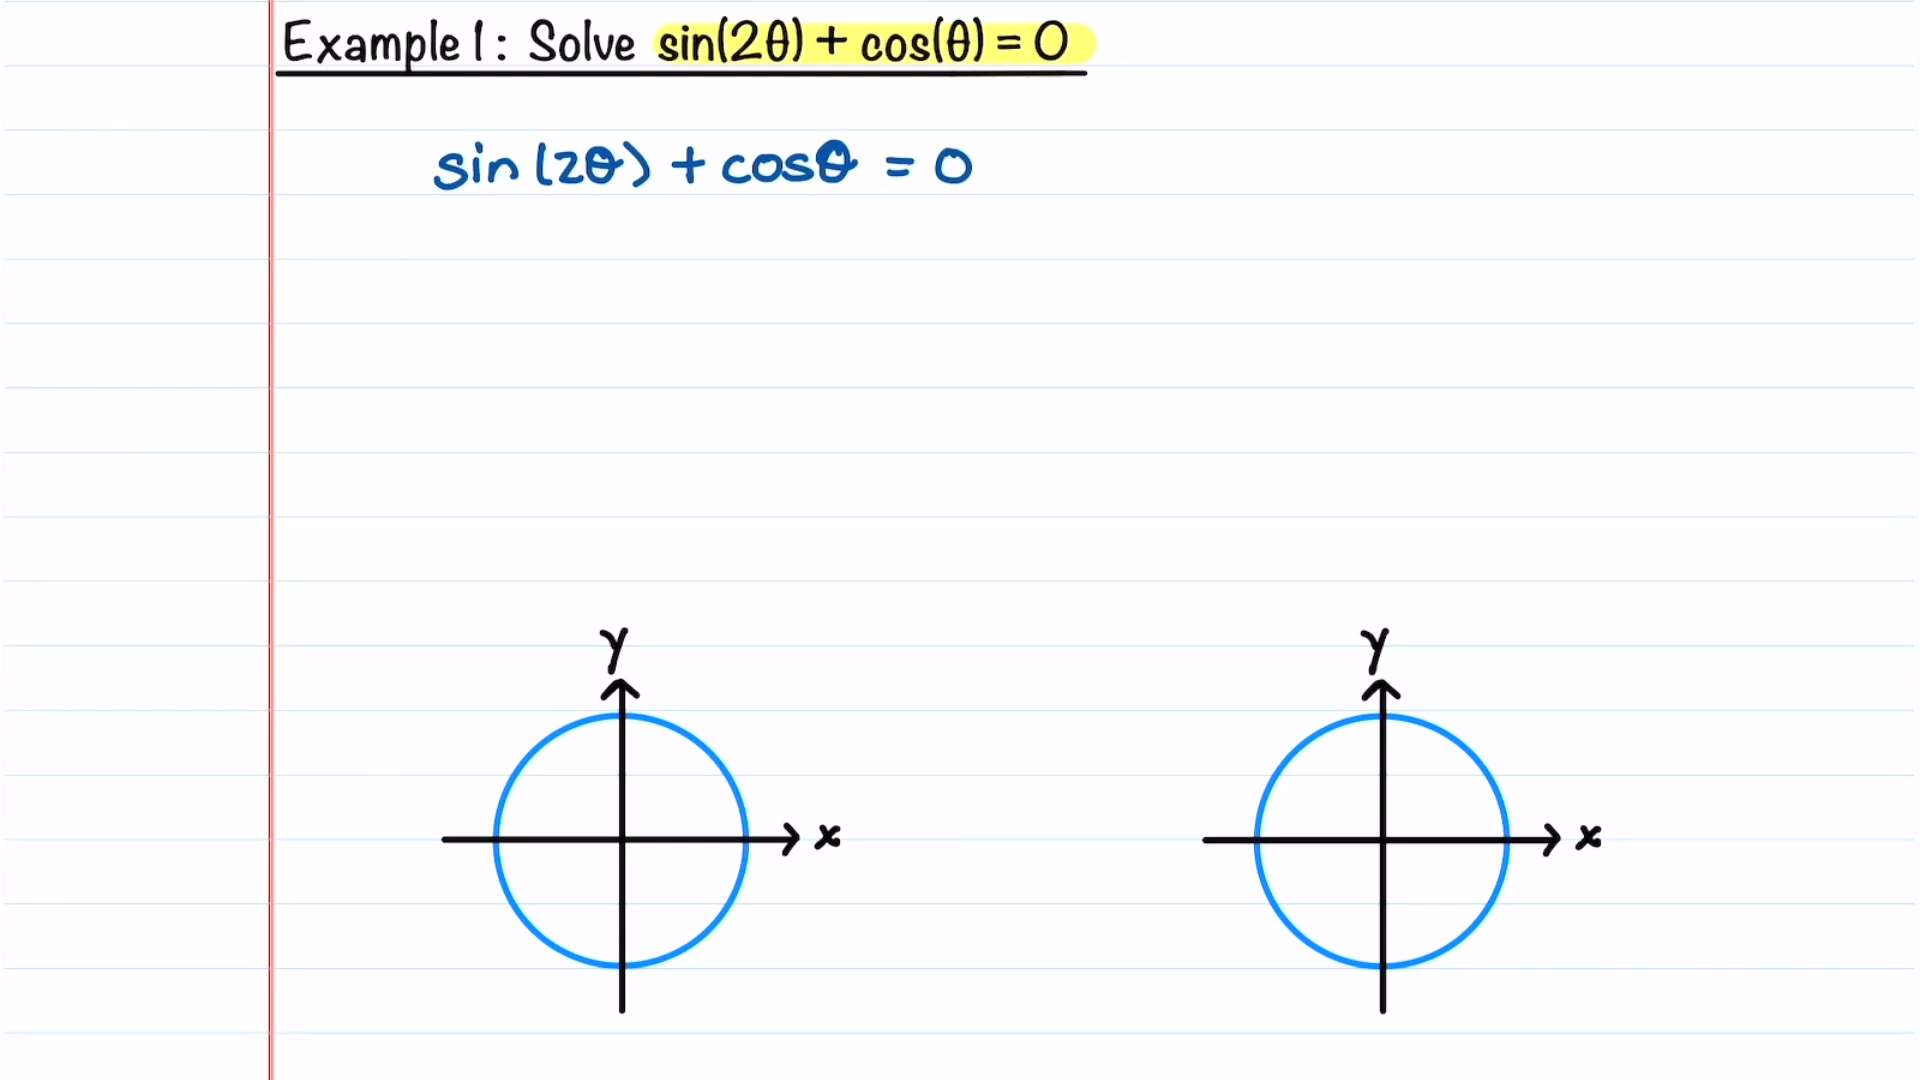 Example 1: Solve sin(2θ) + cos(θ) = 0
sin(2θ) + cosθ = 0
y y
x x